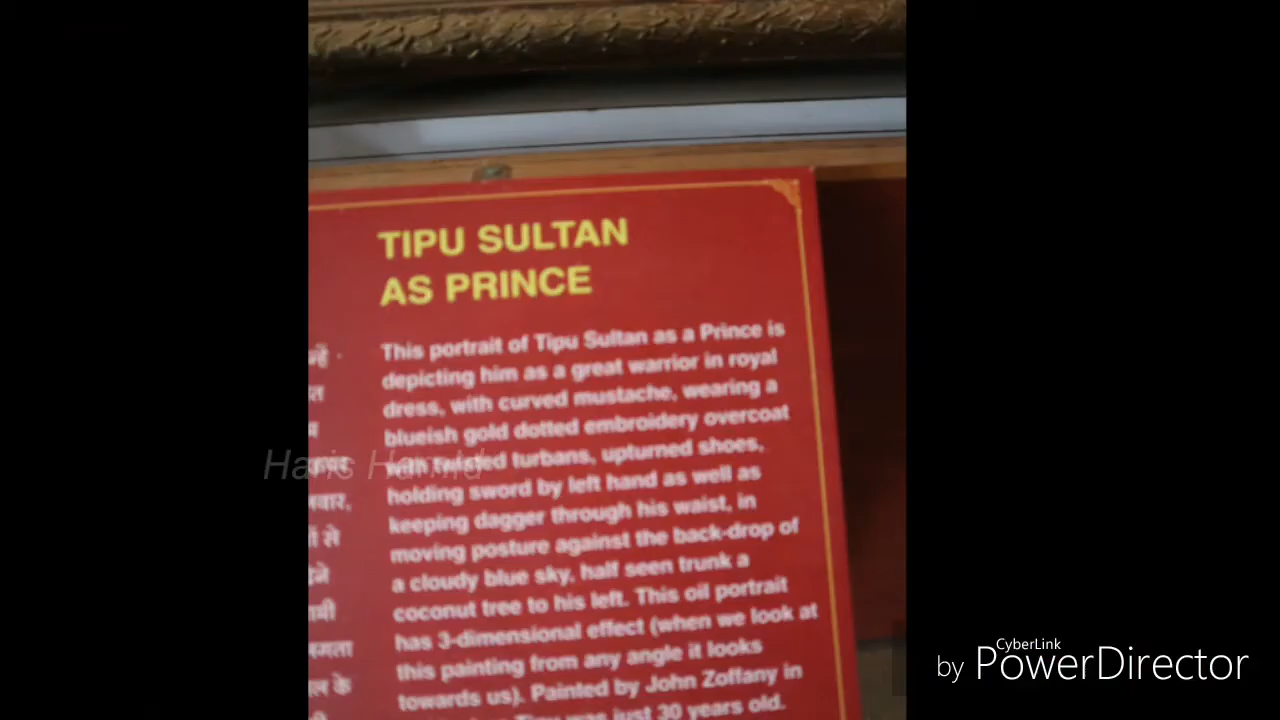 TIPU SULTAN
AS PRINCE
This portrait of Tipu Sultan as a Prince is
depicting him as a great warrior in royal
dress, with curved mustache, wearing a
blueish gold dotted embroidery overcoat
with twisted turbans, upturned shoes,
holding sword by left hand as well as
keeping dagger through his waist, in
moving posture against the back-drop of
a cloudy blue sky, half seen trunk a
coconut tree to his left. This oil portrait
has 3-dimensional effect (when we look at
this painting from any angle it looks
towards us). Painted by John Zoffany in
Tipu was just 30 years old.
से
के
Haris Hamid
CyberLink
by PowerDirector